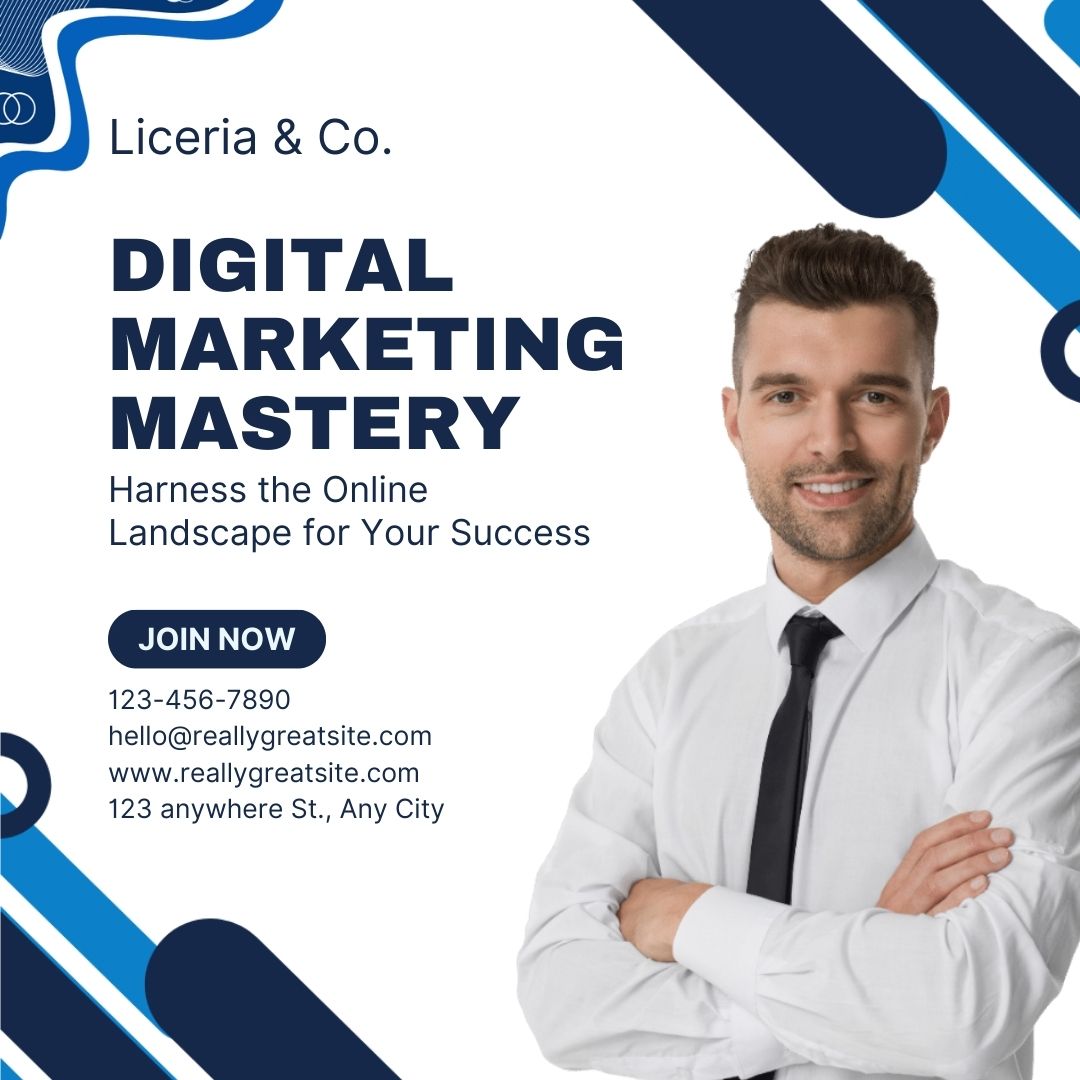 Liceria & Co.
DIGITAL
MARKETING
MASTERY
Harness the Online
Landscape for Your Success
JOIN NOW
123-456-7890
hello@reallygreatsite.com
www.reallygreatsite.com
123 anywhere St., Any City